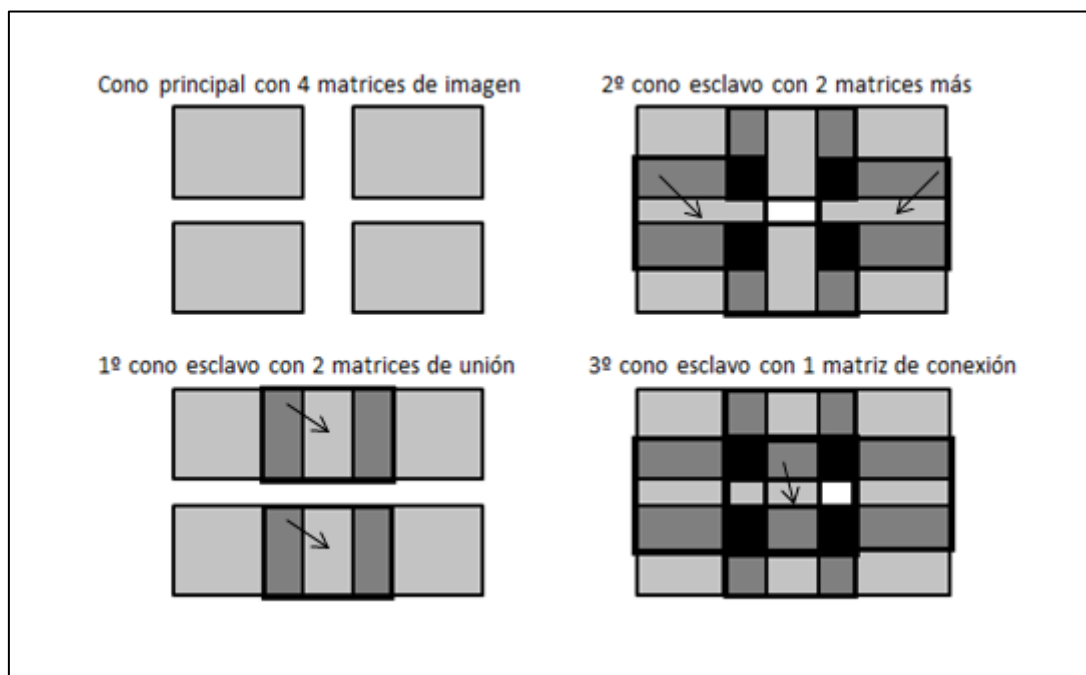 Cono principal con 4 matrices de imagen
2º cono esclavo con 2 matrices más
1º cono esclavo con 2 matrices de unión
3º cono esclavo con 1 matriz de conexión